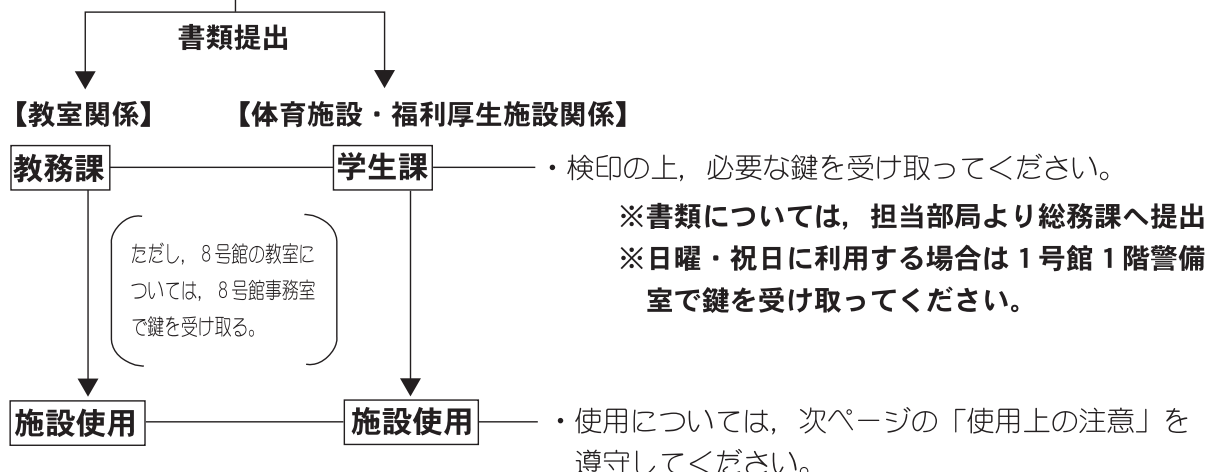 書類提出
【教室関係】
【体育施設・福利厚生施設関係】
教務課
学生課
・検印の上，必要な鍵を受け取ってください。
※書類については，担当部局より総務課へ提出
※日曜・祝日に利用する場合は1号館1階警備
室で鍵を受け取ってください。
ただし，8号館の教室に
ついては，8号館事務室
で鍵を受け取る。
施設使用
施設使用
・使用については，次ページの「使用上の注意」を
遵守してください。